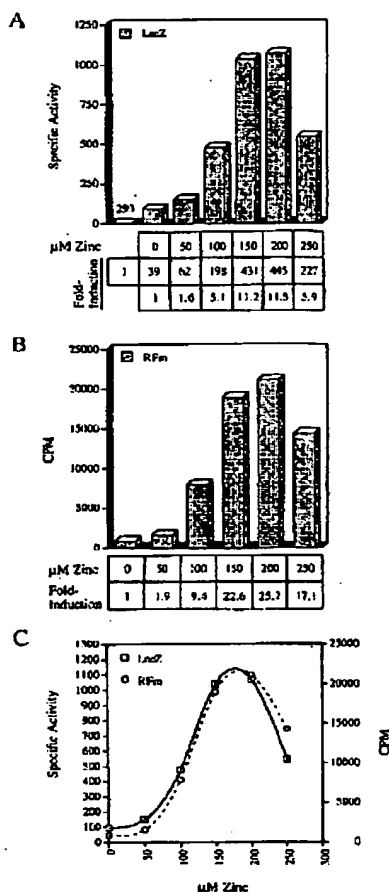 A
LacZ
1250
1000
750
500
250
0
Specific Activity
293
µM Zinc 0 50 100 150 200 250
Fold-Induction
1 39 62 198 431 445 227
1 1.6 5.1 11.2 11.5 5.9
B
RFm
25000
20000
15000
10000
5000
0
CPM
µM Zinc 0 50 100 150 200 250
Fold-Induction 1 1.9 9.4 22.6 25.2 17.1
C
LacZ
RFm
1300
1200
1100
1000
900
800
700
600
500
400
300
200
100
0
Specific Activity
25000
20000
15000
10000
5000
0
CPM
0 50 100 150 200 250 300
µM Zinc